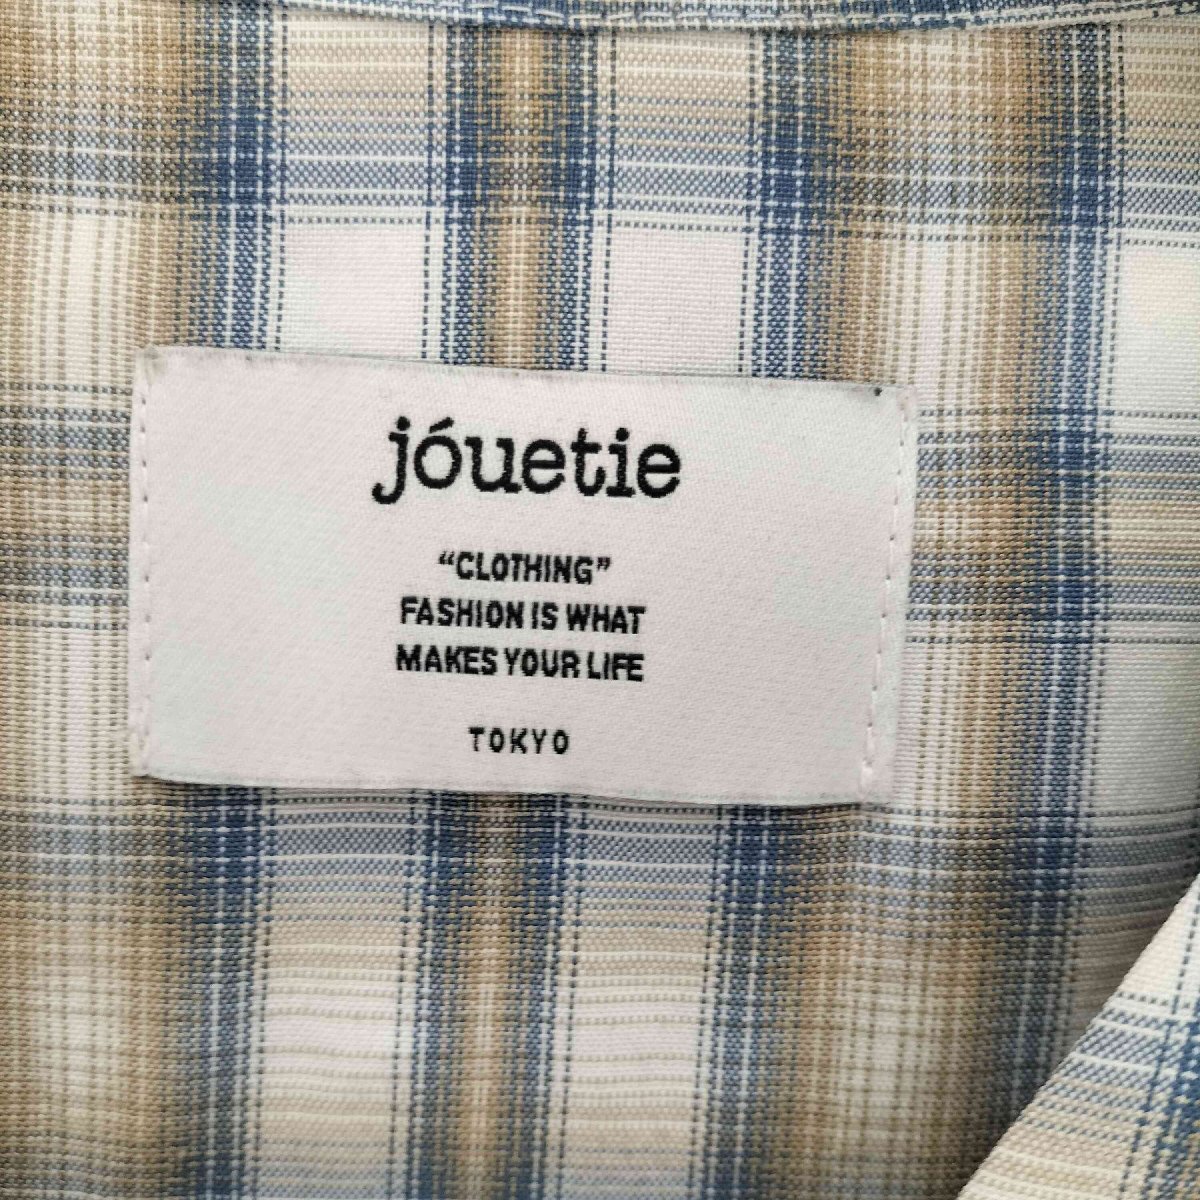 jóuetie
“CLOTHING”
FASHION IS WHAT
MAKES YOUR LIFE
TOKYO